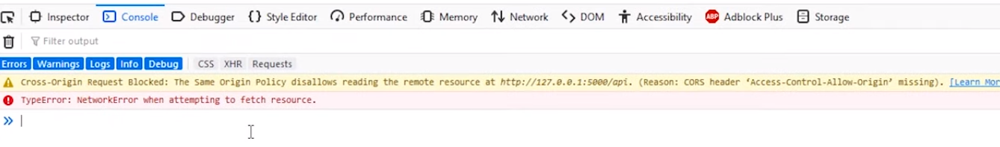 Inspector Console Debugger Style Editor Performance Memory Network DOM Accessibility ABP Adblock Plus Storage
Filter output
Errors Warnings Logs Info Debug CSS XHR Requests
Cross-Origin Request Blocked: The Same Origin Policy disallows reading the remote resource at http://127.0.0.1:5000/api. (Reason: CORS header ‘Access-Control-Allow-Origin’ missing). [Learn Mor
TypeError: NetworkError when attempting to fetch resource.